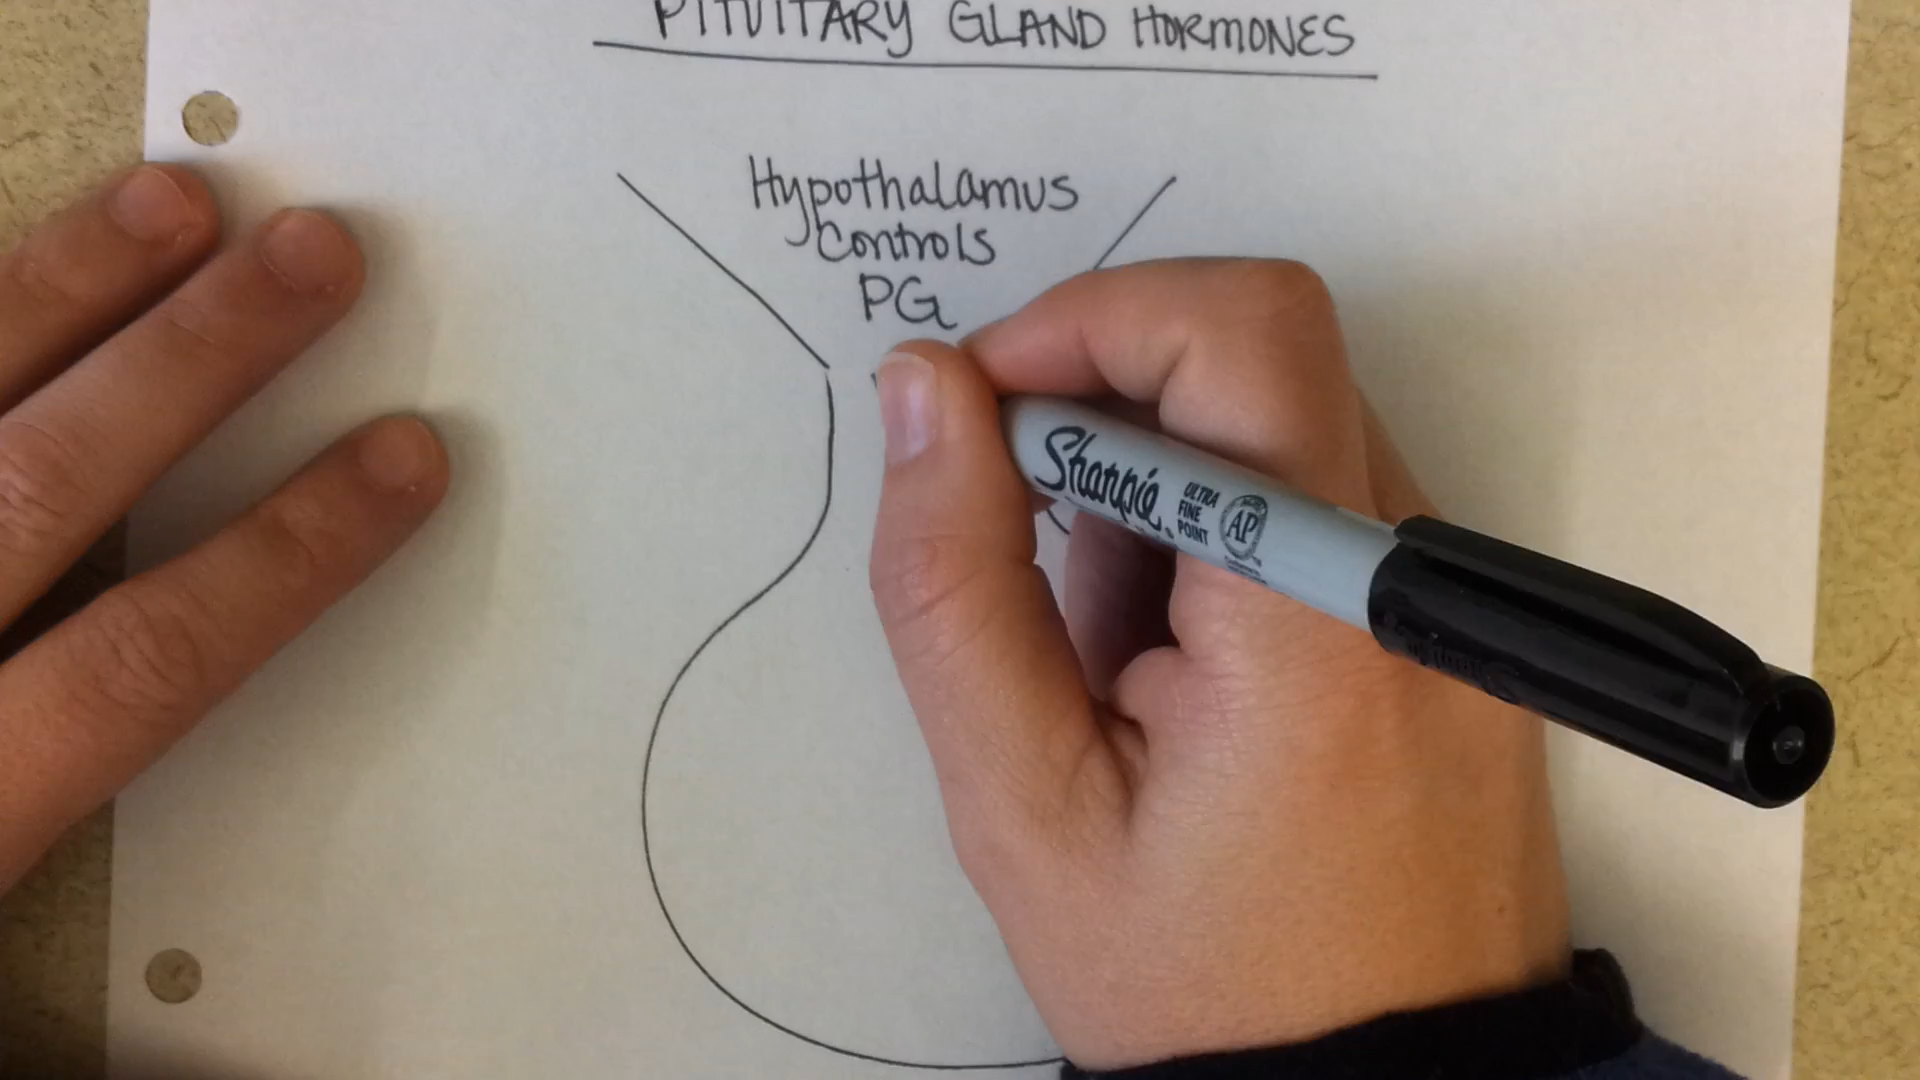 PITUITARY GLAND HORMONES
Hypothalamus
Controls
PG
Sharpie
ULTRA
FINE
POINT
AP